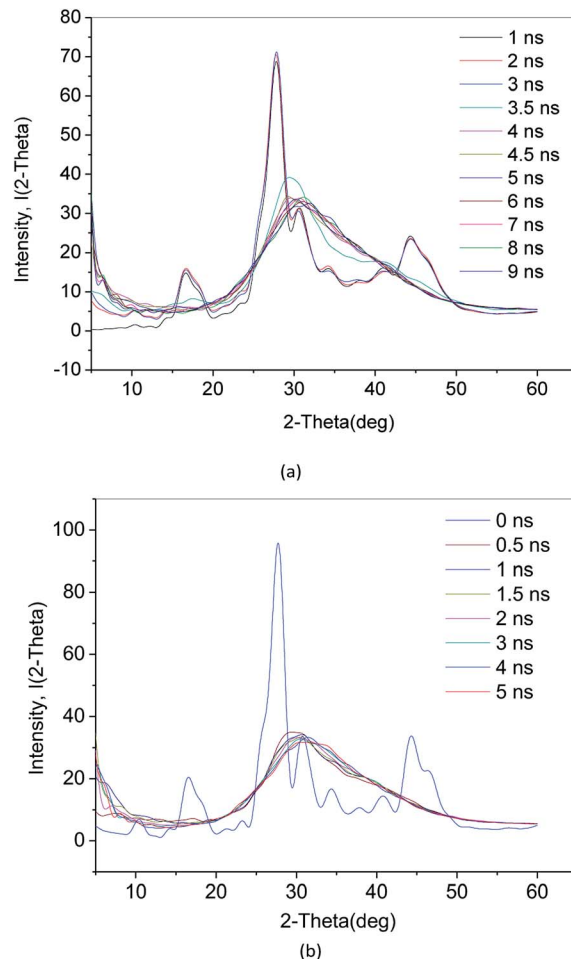 80
70
60
50
40
30
20
10
0
-10
Intensity, I(2-Theta)
1 ns
2 ns
3 ns
3.5 ns
4 ns
4.5 ns
5 ns
6 ns
7 ns
8 ns
9 ns
10 20 30 40 50 60
2-Theta(deg)
(a)
100
80
60
40
20
0
Intensity, I(2-Theta)
0 ns
0.5 ns
1 ns
1.5 ns
2 ns
3 ns
4 ns
5 ns
10 20 30 40 50 60
2-Theta(deg)
(b)